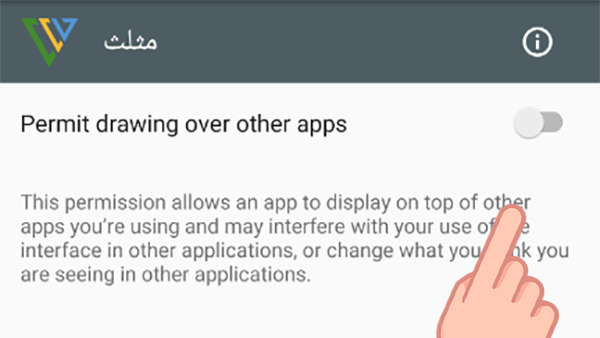 مثلث
Permit drawing over other apps
This permission allows an app to display on top of other
apps you're using and may interfere with your use of
interface in other applications, or change what you you
are seeing in other applications.